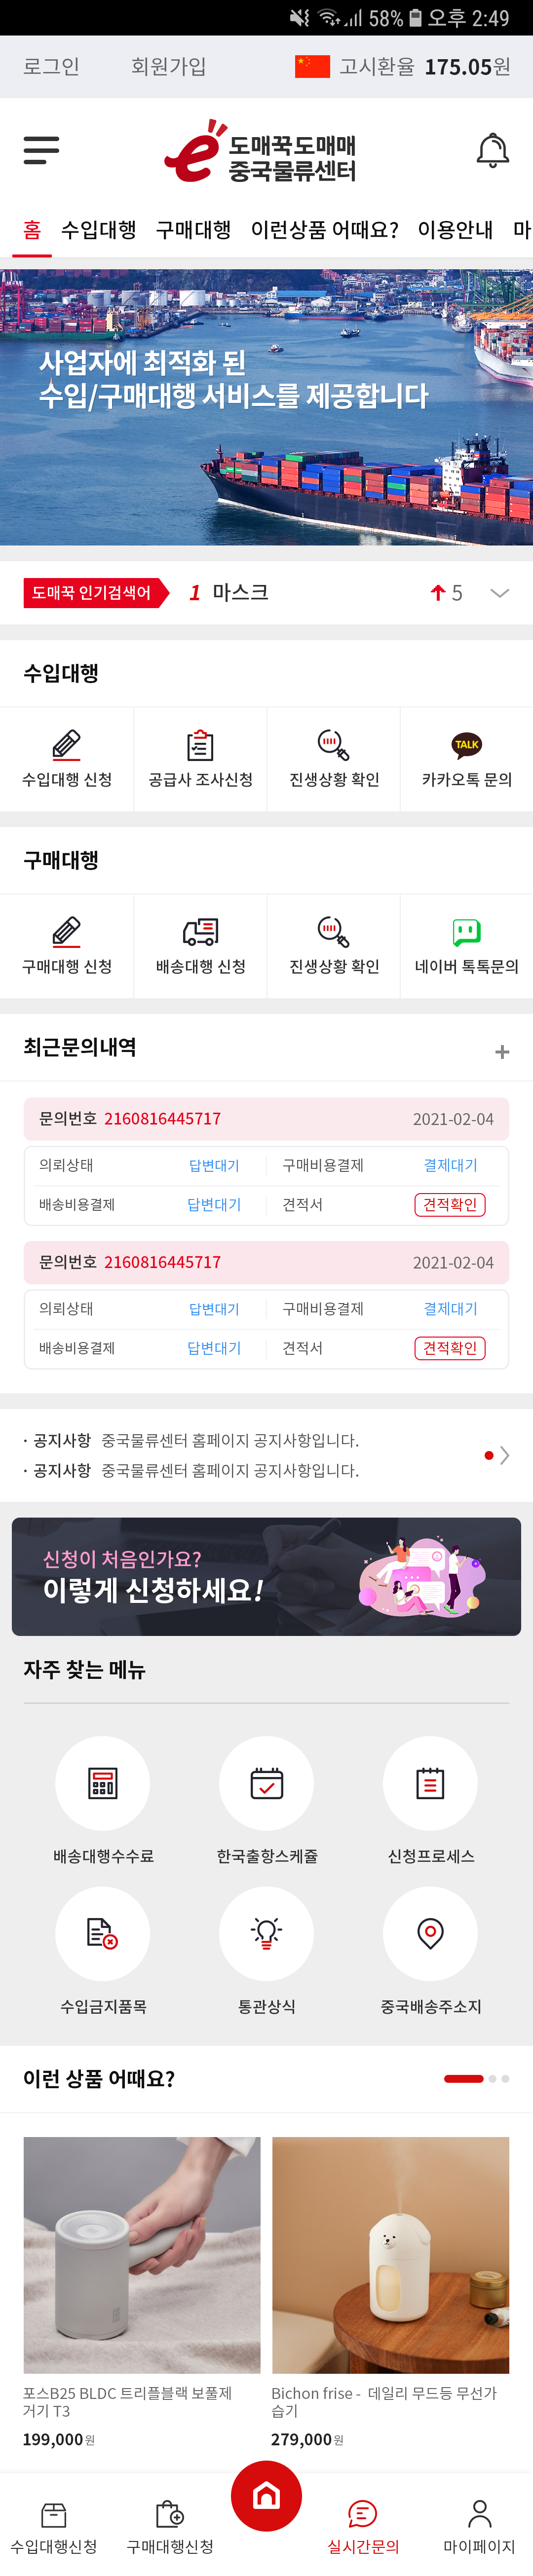 58% 오후 2:49
로그인 회원가입 고시환율 175.05원
도매꾹도매매
중국물류센터
홈 수입대행 구매대행 이런상품 어때요? 이용안내 마
사업자에 최적화 된
수입/구매대행 서비스를 제공합니다
도매꾹 인기검색어 1 마스크 5
수입대행
수입대행 신청 공급사 조사신청 진생상황 확인 TALK 카카오톡 문의
구매대행
구매대행 신청 배송대행 신청 진생상황 확인 네이버 톡톡문의
최근문의내역
문의번호 2160816445717 2021-02-04
의뢰상태 답변대기 구매비용결제 결제대기
배송비용결제 답변대기 견적서 견적확인
문의번호 2160816445717 2021-02-04
의뢰상태 답변대기 구매비용결제 결제대기
배송비용결제 답변대기 견적서 견적확인
· 공지사항 중국물류센터 홈페이지 공지사항입니다.
· 공지사항 중국물류센터 홈페이지 공지사항입니다.
신청이 처음인가요?
이렇게 신청하세요!
자주 찾는 메뉴
배송대행수수료 한국출항스케쥴 신청프로세스
수입금지품목 통관상식 중국배송주소지
이런 상품 어때요?
포스B25 BLDC 트리플블랙 보풀제
거기 T3
199,000원
Bichon frise - 데일리 무드등 무선가
습기
279,000원
수입대행신청 구매대행신청 실시간문의 마이페이지